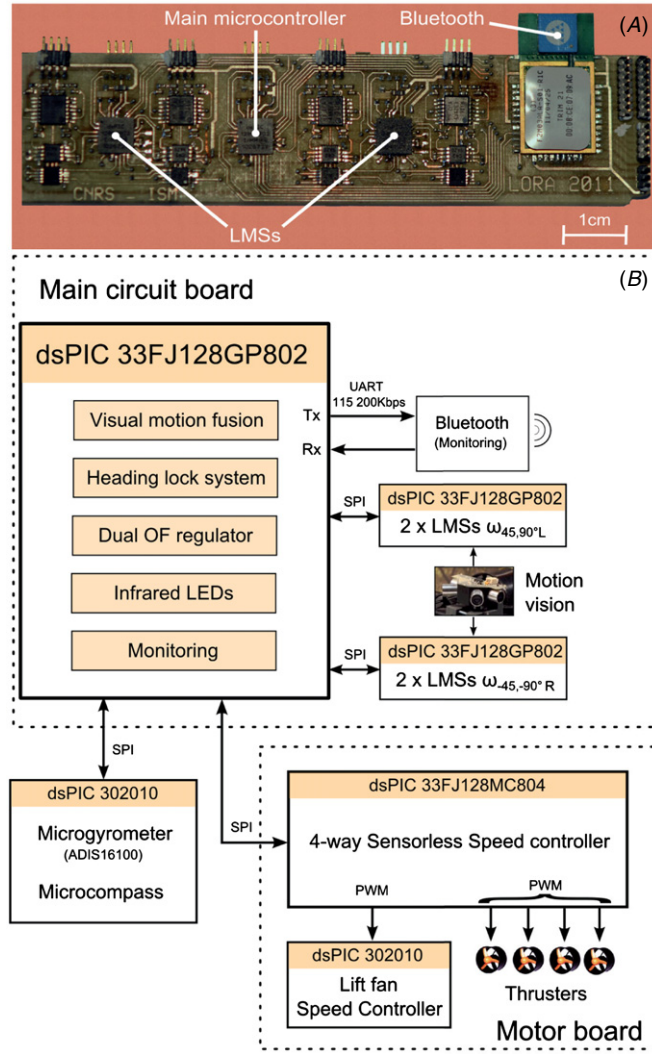 Main microcontroller
Bluetooth
(A)
LMSs
CNRS - ISM
LORA 2011
1cm
(B)
Main circuit board
dsPIC 33FJ128GP802
Visual motion fusion
Heading lock system
Dual OF regulator
Infrared LEDs
Monitoring
Tx
UART
115 200Kbps
Rx
Bluetooth
(Monitoring)
SPI
dsPIC 33FJ128GP802
2 x LMSs ω45,90°L
Motion
vision
SPI
dsPIC 33FJ128GP802
2 x LMSs ω-45,-90° R
SPI
dsPIC 302010
Microgyrometer
(ADIS16100)
Microcompass
SPI
dsPIC 33FJ128MC804
4-way Sensorless Speed controller
PWM
PWM
dsPIC 302010
Lift fan
Speed Controller
Thrusters
Motor board